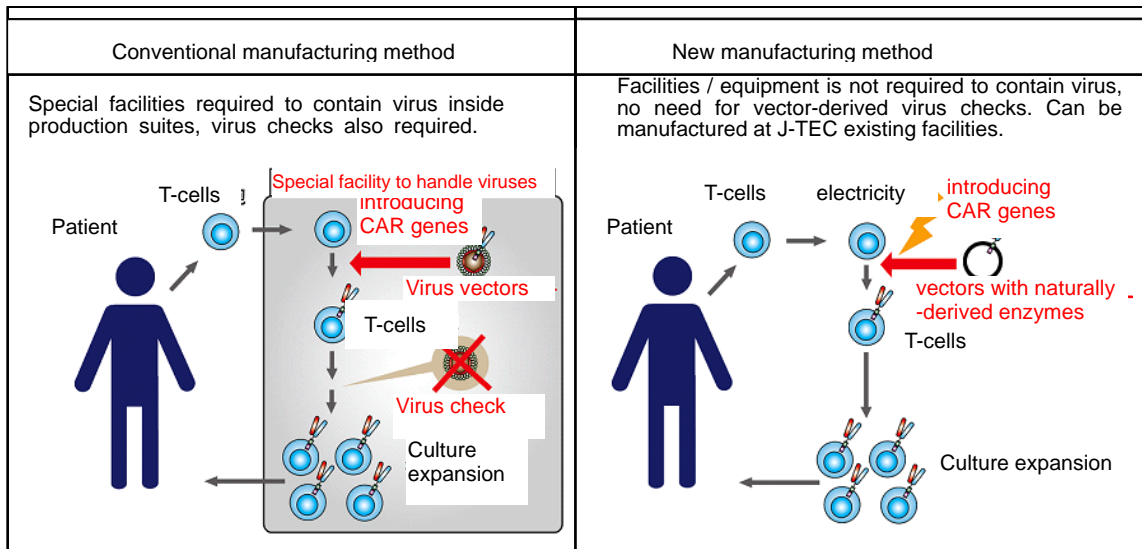 Conventional manufacturing method
New manufacturing method
Special facilities required to contain virus inside
production suites, virus checks also required.
Facilities / equipment is not required to contain virus,
no need for vector-derived virus checks. Can be
manufactured at J-TEC existing facilities.
Special facility to handle viruses
T-cells
introducing
CAR genes
Patient
Virus vectors
T-cells
Virus check
Culture
expansion
T-cells
electricity
introducing
CAR genes
Patient
vectors with naturally
-derived enzymes
T-cells
Culture expansion